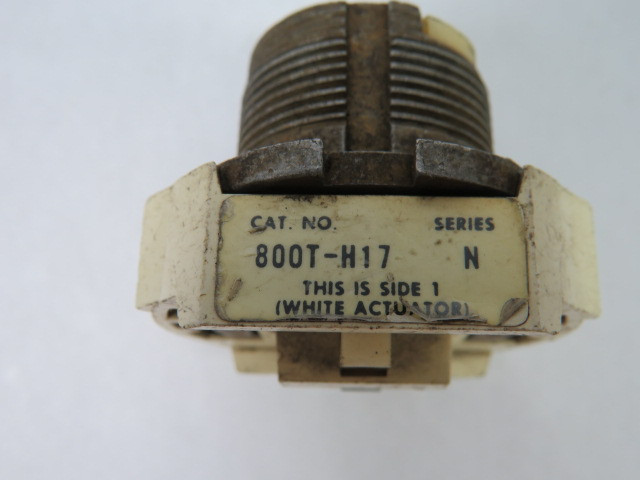 CAT. NO. SERIES
800T-H17 N
THIS IS SIDE 1
(WHITE ACTUATOR)